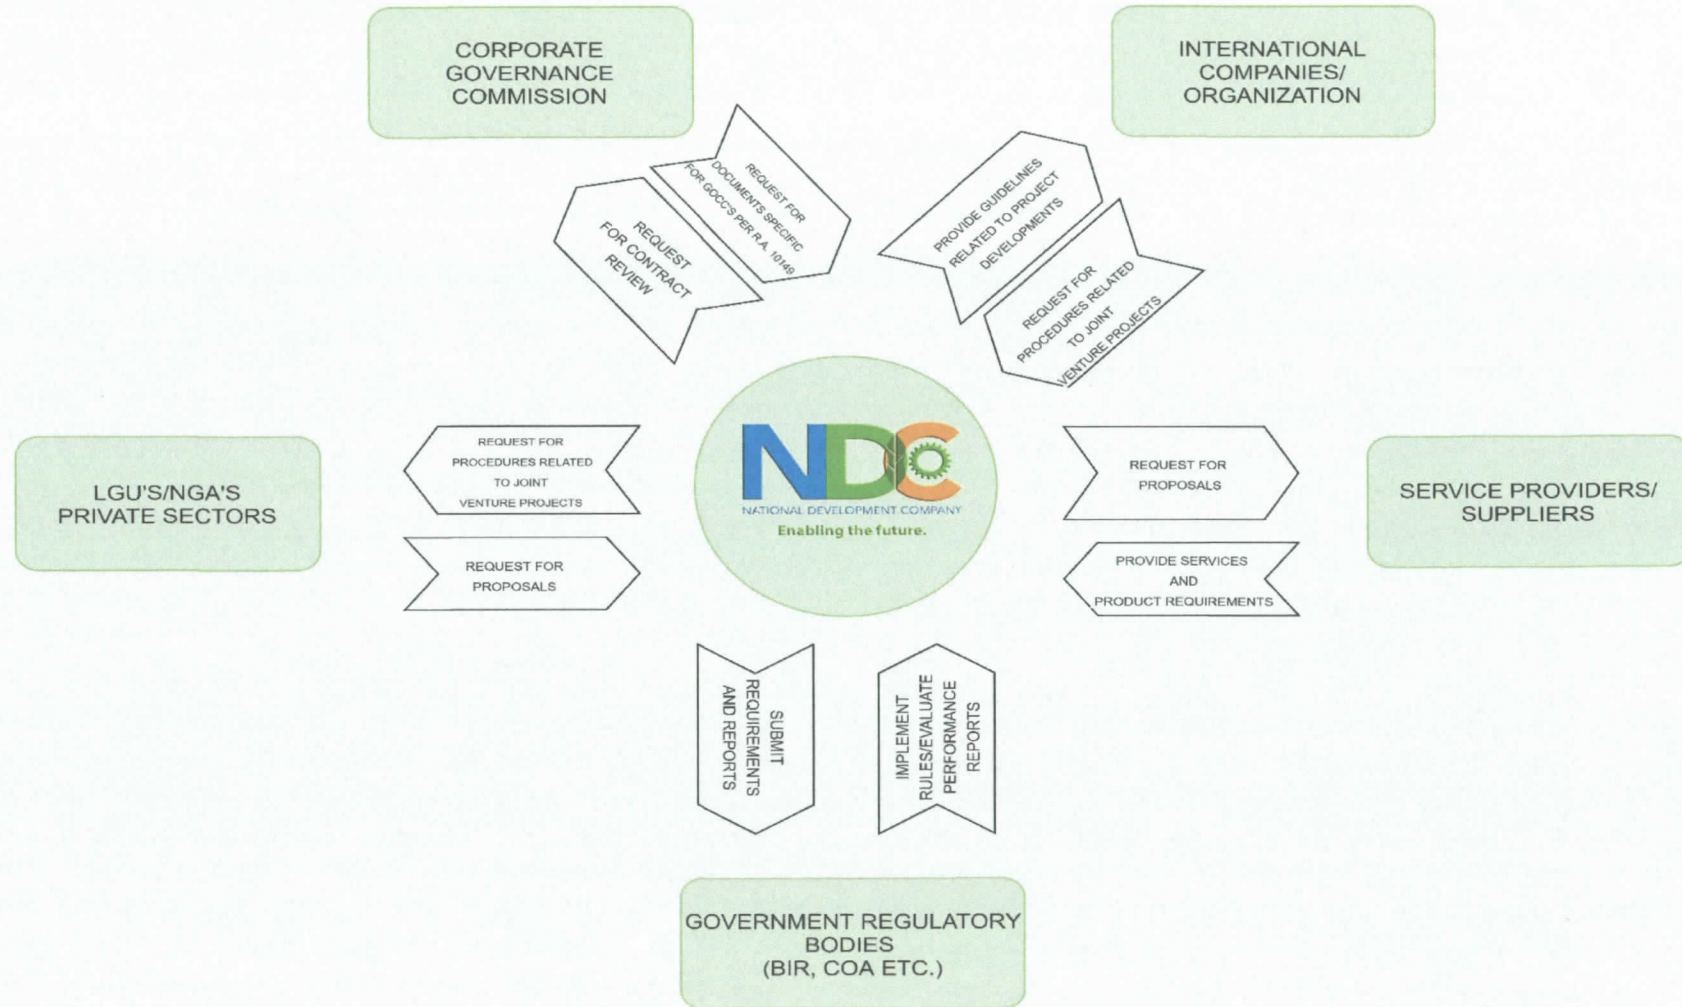 CORPORATE
GOVERNANCE
COMMISSION
INTERNATIONAL
COMPANIES/
ORGANIZATION
REQUEST FOR
DOCUMENTS SPECIFIC
FOR GOCC'S PER R.A. 10149
REQUEST
FOR CONTRACT
REVIEW
PROVIDE GUIDELINES
RELATED TO PROJECT
DEVELOPMENTS
REQUEST FOR
PROCEDURES RELATED
TO JOINT
VENTURE PROJECTS
LGU'S/NGA'S
PRIVATE SECTORS
REQUEST FOR
PROCEDURES RELATED
TO JOINT
VENTURE PROJECTS
REQUEST FOR
PROPOSALS
NDC
NATIONAL DEVELOPMENT COMPANY
Enabling the future.
REQUEST FOR
PROPOSALS
PROVIDE SERVICES
AND
PRODUCT REQUIREMENTS
SERVICE PROVIDERS/
SUPPLIERS
SUBMIT
REQUIREMENTS
AND REPORTS
IMPLEMENT
RULES/EVALUATE
PERFORMANCE
REPORTS
GOVERNMENT REGULATORY
BODIES
(BIR, COA ETC.)